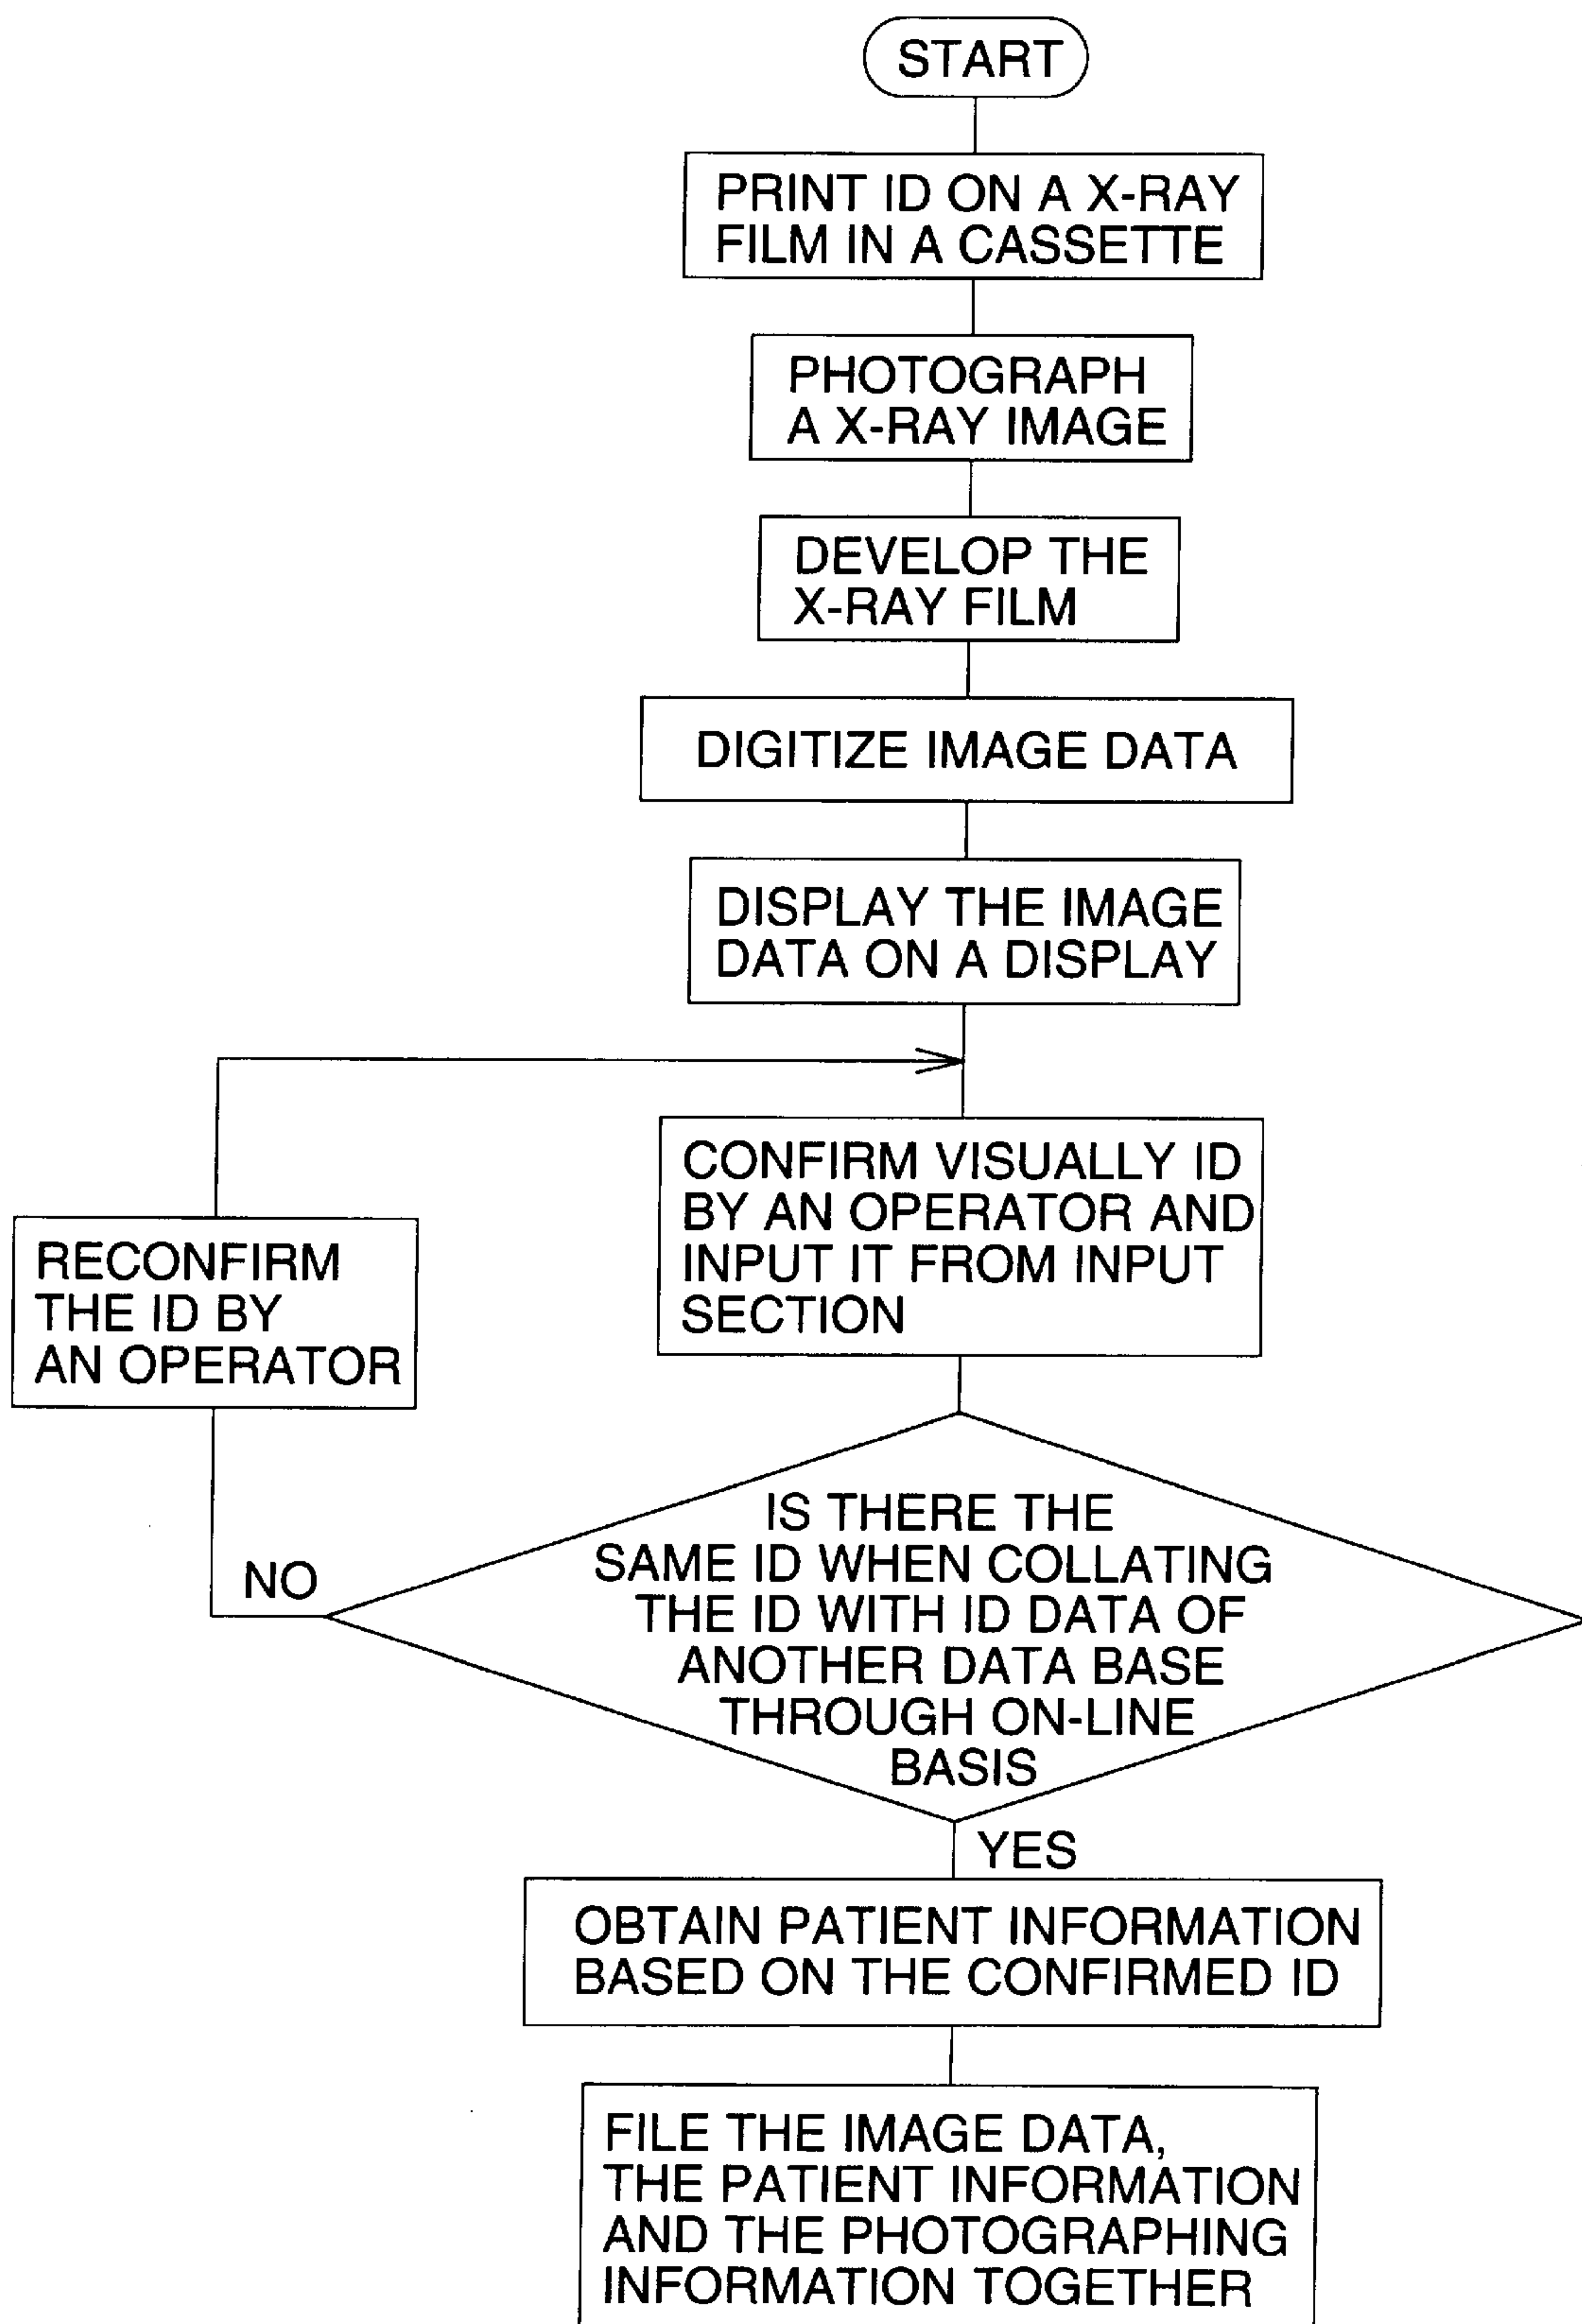 START
PRINT ID ON A X-RAY
FILM IN A CASSETTE
PHOTOGRAPH
A X-RAY IMAGE
DEVELOP THE
X-RAY FILM
DIGITIZE IMAGE DATA
DISPLAY THE IMAGE
DATA ON A DISPLAY
CONFIRM VISUALLY ID
BY AN OPERATOR AND
INPUT IT FROM INPUT
SECTION
RECONFIRM
THE ID BY
AN OPERATOR
IS THERE THE
SAME ID WHEN COLLATING
THE ID WITH ID DATA OF
ANOTHER DATA BASE
THROUGH ON-LINE
BASIS
NO
YES
OBTAIN PATIENT INFORMATION
BASED ON THE CONFIRMED ID
FILE THE IMAGE DATA,
THE PATIENT INFORMATION
AND THE PHOTOGRAPHING
INFORMATION TOGETHER